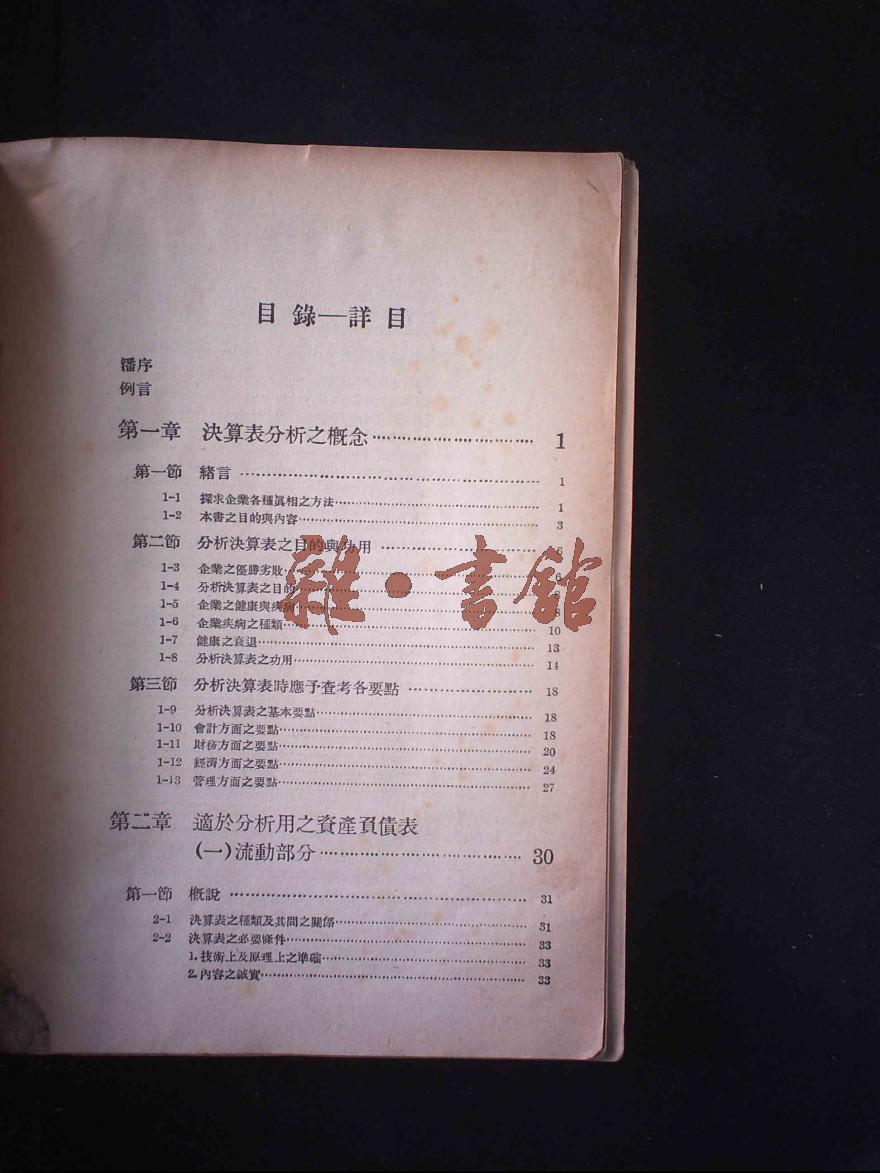 目錄—詳目
潘序
例言
第一章 決算表分析之概念 1
第一節 緒言 1
1-1 探求企業各種眞相之方法 1
1-2 本書之目的與內容 3
第二節 分析決算表之目的與功用 6
1-3 企業之優勝劣敗 6
1-4 分析決算表之目的
1-5 企業之健康與疾病
1-6 企業疾病之種類 10
1-7 健康之衰退 13
1-8 分析決算表之功用 14
第三節 分析決算表時應予查考各要點 18
1-9 分析決算表之基本要點 18
1-10 會計方面之要點 18
1-11 財務方面之要點 20
1-12 經濟方面之要點 24
1-13 管理方面之要點 27
第二章 適於分析用之資產負債表
(一)流動部分 30
第一節 概說 31
2-1 決算表之種類及其間之關係 31
2-2 決算表之必要條件 33
1.技術上及原理上之準確 33
2.內容之誠實 33
雜·書館